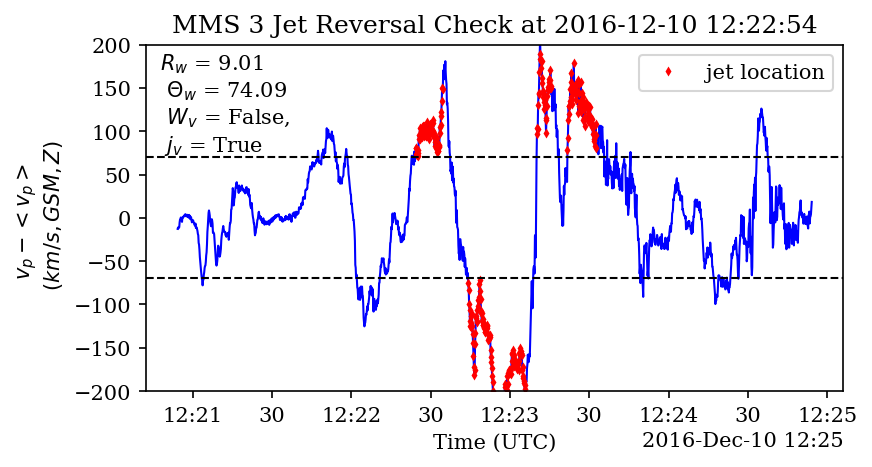 MMS 3 Jet Reversal Check at 2016-12-10 12:22:54
R_w = 9.01
Θ_w = 74.09
W_v = False,
j_v = True
jet location
v_p − < v_p >
(km/s, GSM, Z)
200
150
100
50
0
−50
−100
−150
−200
12:21 30 12:22 30 12:23 30 12:24 30 12:25
Time (UTC)
2016-Dec-10 12:25